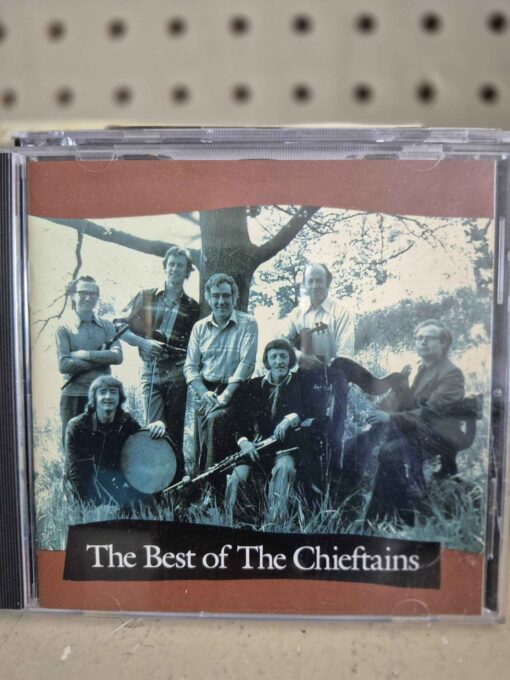 The Best of The Chieftains